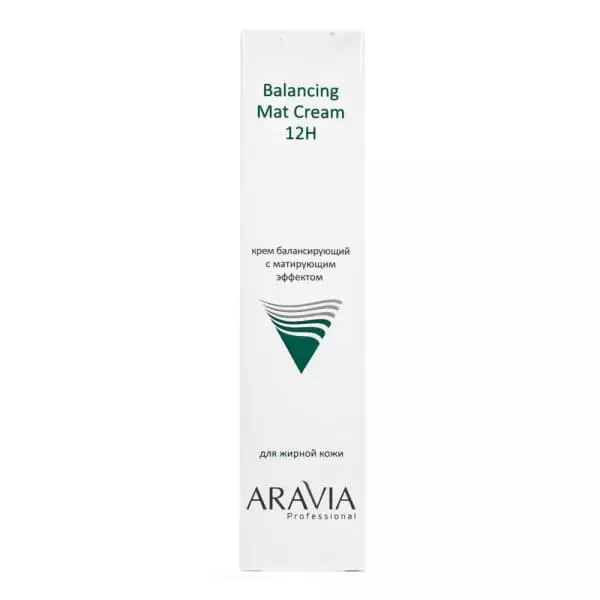 Balancing
Mat Cream
12H
крем балансирующий
с матирующим
эффектом
для жирной кожи
ARAVIA
Professional